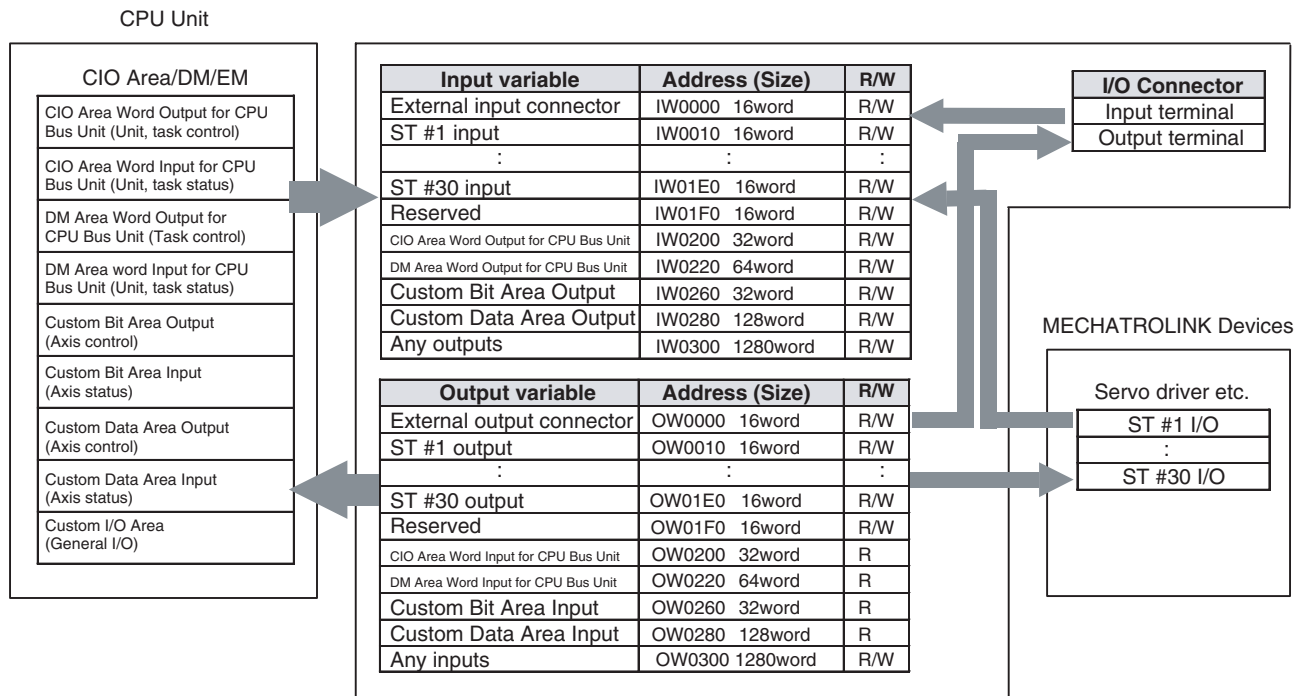 CPU Unit
CIO Area/DM/EM
CIO Area Word Output for CPU
Bus Unit (Unit, task control)
CIO Area Word Input for CPU
Bus Unit (Unit, task status)
DM Area Word Output for
CPU Bus Unit (Task control)
DM Area word Input for CPU
Bus Unit (Unit, task status)
Custom Bit Area Output
(Axis control)
Custom Bit Area Input
(Axis status)
Custom Data Area Output
(Axis control)
Custom Data Area Input
(Axis status)
Custom I/O Area
(General I/O)
Input variable Address (Size) R/W
External input connector IW0000 16word R/W
ST #1 input IW0010 16word R/W
: : :
ST #30 input IW01E0 16word R/W
Reserved IW01F0 16word R/W
CIO Area Word Output for CPU Bus Unit IW0200 32word R/W
DM Area Word Output for CPU Bus Unit IW0220 64word R/W
Custom Bit Area Output IW0260 32word R/W
Custom Data Area Output IW0280 128word R/W
Any outputs IW0300 1280word R/W
Output variable Address (Size) R/W
External output connector OW0000 16word R/W
ST #1 output OW0010 16word R/W
: : :
ST #30 output OW01E0 16word R/W
Reserved OW01F0 16word R/W
CIO Area Word Input for CPU Bus Unit OW0200 32word R
DM Area Word Input for CPU Bus Unit OW0220 64word R
Custom Bit Area Input OW0260 32word R
Custom Data Area Input OW0280 128word R
Any inputs OW0300 1280word R/W
I/O Connector
Input terminal
Output terminal
MECHATROLINK Devices
Servo driver etc.
ST #1 I/O
:
ST #30 I/O